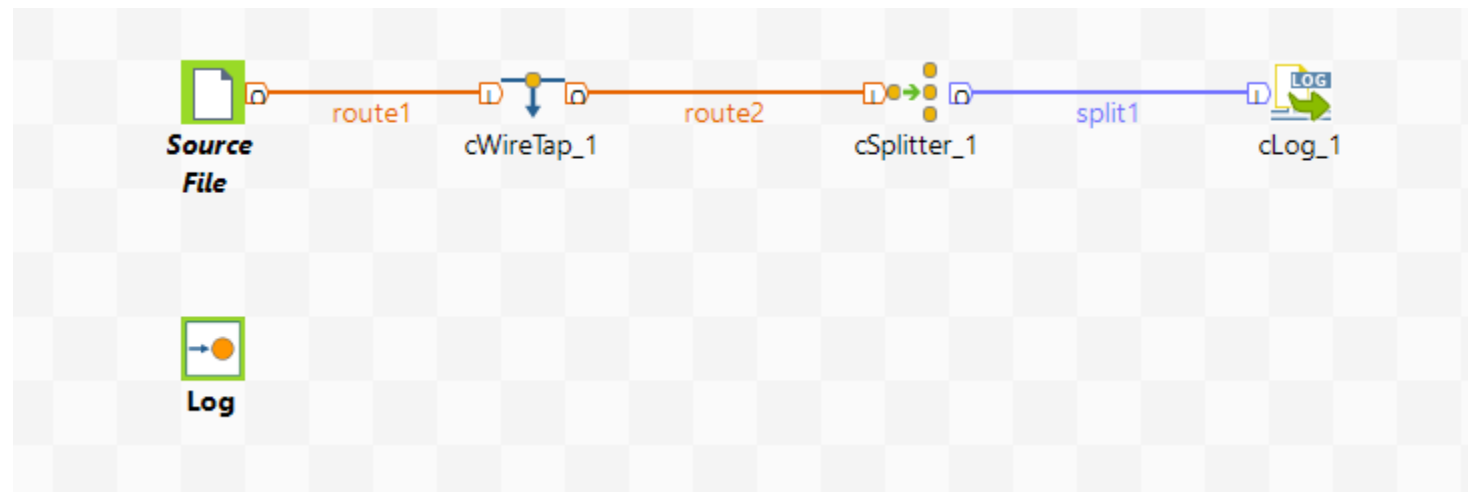 LOG
route1
route2
split1
Source
File
cWireTap_1
cSplitter_1
cLog_1
Log